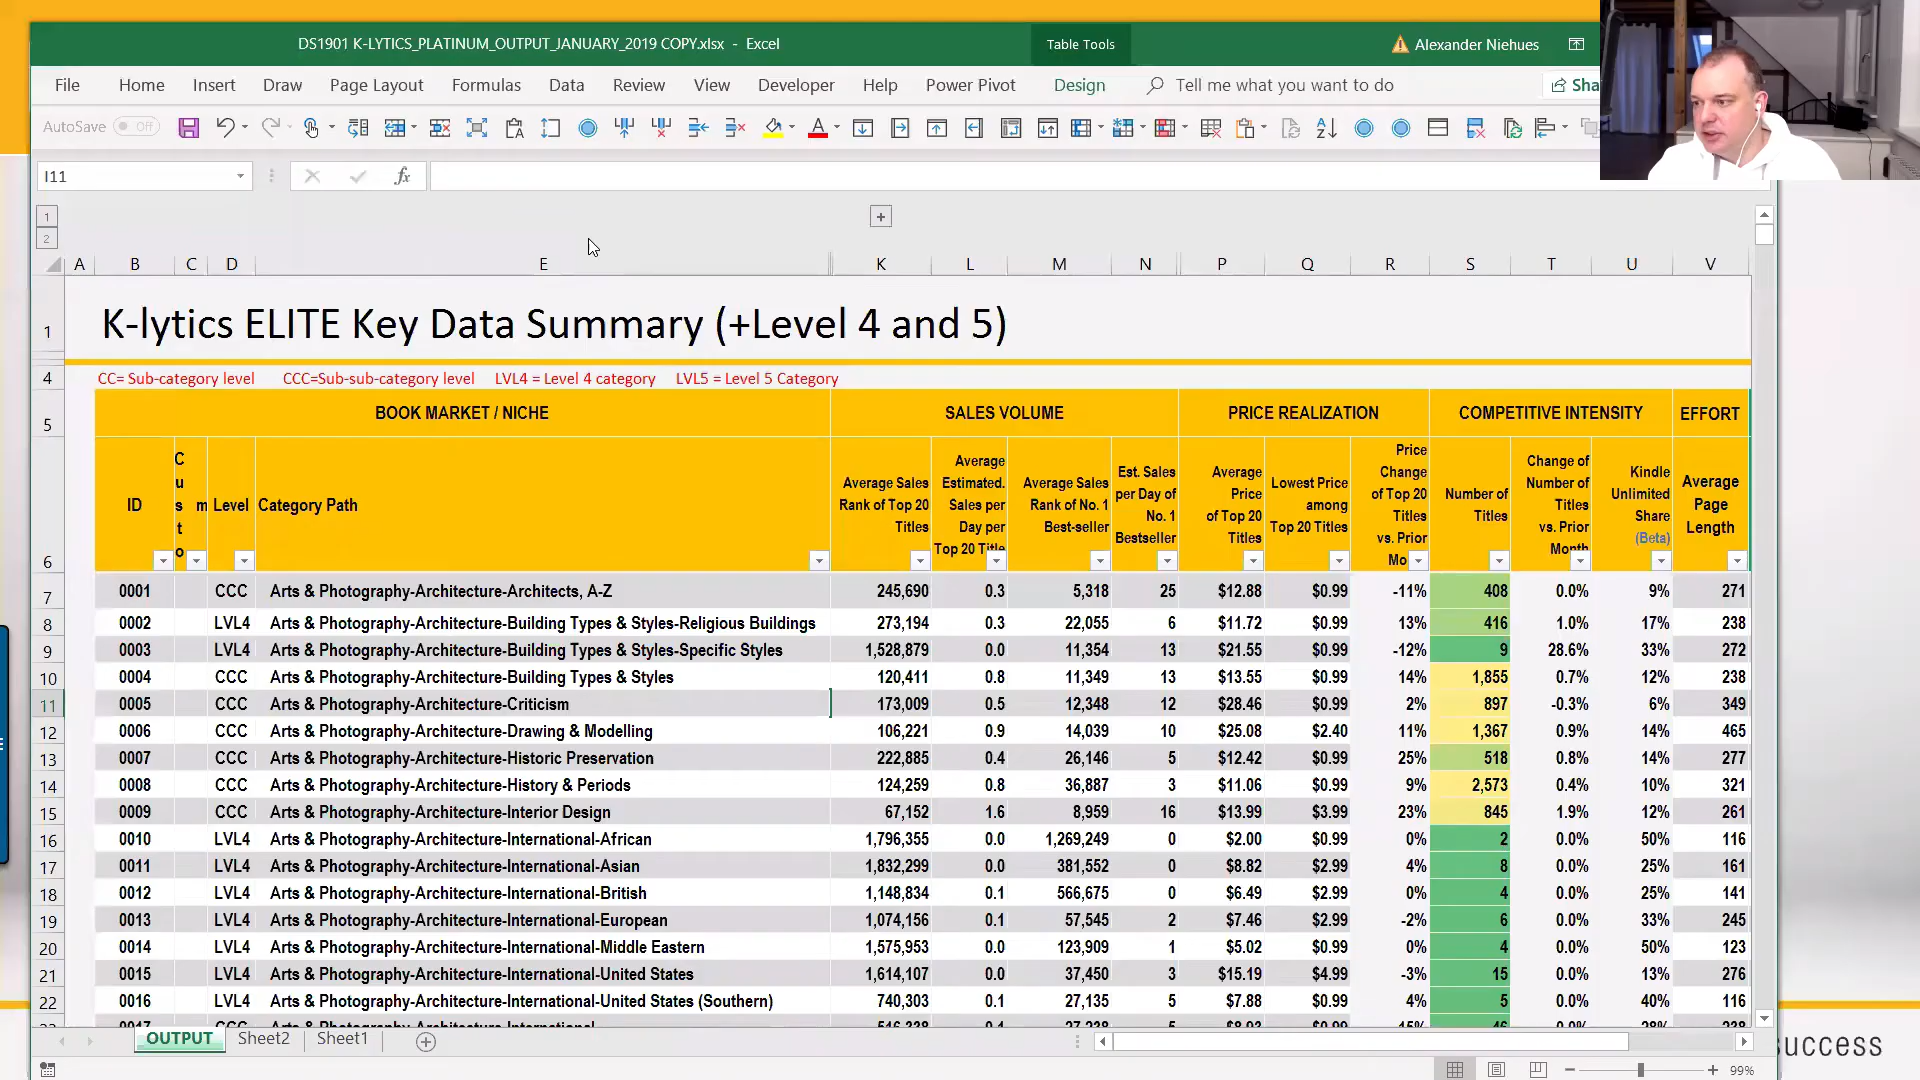 DS1901 K-LYTICS_PLATINUM_OUTPUT_JANUARY_2019 COPY.xlsx - Excel
Table Tools
Alexander Niehues
File Home Insert Draw Page Layout Formulas Data Review View Developer Help Power Pivot Design Tell me what you want to do Sha
AutoSave Off
I11
fx
1
2
A B C D E K L M N P Q R S T U V
1 K-lytics ELITE Key Data Summary (+Level 4 and 5)
4 CC= Sub-category level CCC=Sub-sub-category level LVL4 = Level 4 category LVL5 = Level 5 Category
5 BOOK MARKET / NICHE SALES VOLUME PRICE REALIZATION COMPETITIVE INTENSITY EFFORT
6
ID
C
u
s
t
o
m
Level
Category Path
Average Sales
Rank of Top 20
Titles
Average
Estimated.
Sales per
Day per
Top 20 Title
Average Sales
Rank of No. 1
Best-seller
Est. Sales
per Day of
No. 1
Bestseller
Average
Price
of Top 20
Titles
Lowest Price
among
Top 20 Titles
Price
Change
of Top 20
Titles
vs. Prior
Mo
Number of
Titles
Change of
Number of
Titles
vs. Prior
Month
Kindle
Unlimited
Share
(Beta)
Average
Page
Length
7 0001 CCC Arts & Photography-Architecture-Architects, A-Z 245,690 0.3 5,318 25 $12.88 $0.99 -11% 408 0.0% 9% 271
8 0002 LVL4 Arts & Photography-Architecture-Building Types & Styles-Religious Buildings 273,194 0.3 22,055 6 $11.72 $0.99 13% 416 1.0% 17% 238
9 0003 LVL4 Arts & Photography-Architecture-Building Types & Styles-Specific Styles 1,528,879 0.0 11,354 13 $21.55 $0.99 -12% 9 28.6% 33% 272
10 0004 CCC Arts & Photography-Architecture-Building Types & Styles 120,411 0.8 11,349 13 $13.55 $0.99 14% 1,855 0.7% 12% 238
11 0005 CCC Arts & Photography-Architecture-Criticism 173,009 0.5 12,348 12 $28.46 $0.99 2% 897 -0.3% 6% 349
12 0006 CCC Arts & Photography-Architecture-Drawing & Modelling 106,221 0.9 14,039 10 $25.08 $2.40 11% 1,367 0.9% 14% 465
13 0007 CCC Arts & Photography-Architecture-Historic Preservation 222,885 0.4 26,146 5 $12.42 $0.99 25% 518 0.8% 14% 277
14 0008 CCC Arts & Photography-Architecture-History & Periods 124,259 0.8 36,887 3 $11.06 $0.99 9% 2,573 0.4% 10% 321
15 0009 CCC Arts & Photography-Architecture-Interior Design 67,152 1.6 8,959 16 $13.99 $3.99 23% 845 1.9% 12% 261
16 0010 LVL4 Arts & Photography-Architecture-International-African 1,796,355 0.0 1,269,249 0 $2.00 $0.99 0% 2 0.0% 50% 116
17 0011 LVL4 Arts & Photography-Architecture-International-Asian 1,832,299 0.0 381,552 0 $8.82 $2.99 4% 8 0.0% 25% 161
18 0012 LVL4 Arts & Photography-Architecture-International-British 1,148,834 0.1 566,675 0 $6.49 $2.99 0% 4 0.0% 25% 141
19 0013 LVL4 Arts & Photography-Architecture-International-European 1,074,156 0.1 57,545 2 $7.46 $2.99 -2% 6 0.0% 33% 245
20 0014 LVL4 Arts & Photography-Architecture-International-Middle Eastern 1,575,953 0.0 123,909 1 $5.02 $0.99 0% 4 0.0% 50% 123
21 0015 LVL4 Arts & Photography-Architecture-International-United States 1,614,107 0.0 37,450 3 $15.19 $4.99 -3% 15 0.0% 13% 276
22 0016 LVL4 Arts & Photography-Architecture-International-United States (Southern) 740,303 0.1 27,135 5 $7.88 $0.99 4% 5 0.0% 40% 116
OUTPUT Sheet2 Sheet1
success
99%